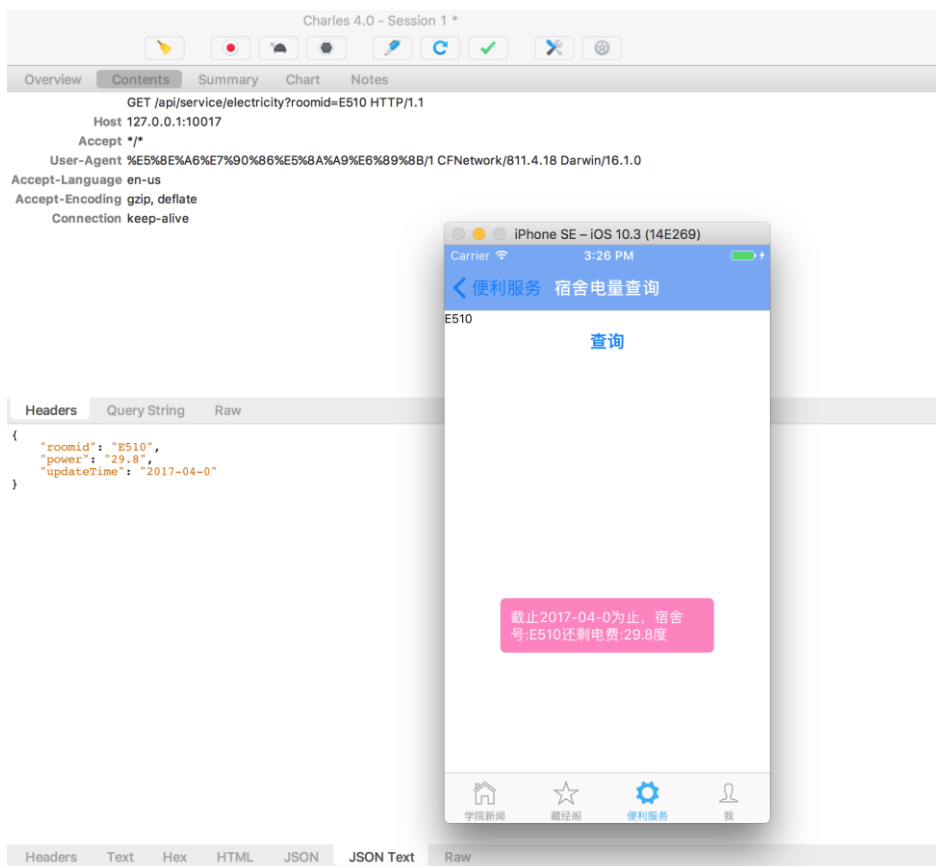 Charles 4.0 - Session 1 *
Overview Contents Summary Chart Notes
GET /api/service/electricity?roomid=E510 HTTP/1.1
Host 127.0.0.1:10017
Accept */*
User-Agent %E5%8E%A6%E7%90%86%E5%8A%A9%E6%89%8B/1 CFNetwork/811.4.18 Darwin/16.1.0
Accept-Language en-us
Accept-Encoding gzip, deflate
Connection keep-alive
Headers Query String Raw
{
"roomid": "E510",
"power": "29.8",
"updateTime": "2017-04-0"
}
Headers Text Hex HTML JSON JSON Text Raw
iPhone SE – iOS 10.3 (14E269)
Carrier 3:26 PM
便利服务 宿舍电量查询
E510
查询
截止2017-04-0为止，宿舍
号:E510还剩电费:29.8度
学院新闻 藏经阁 便利服务 我